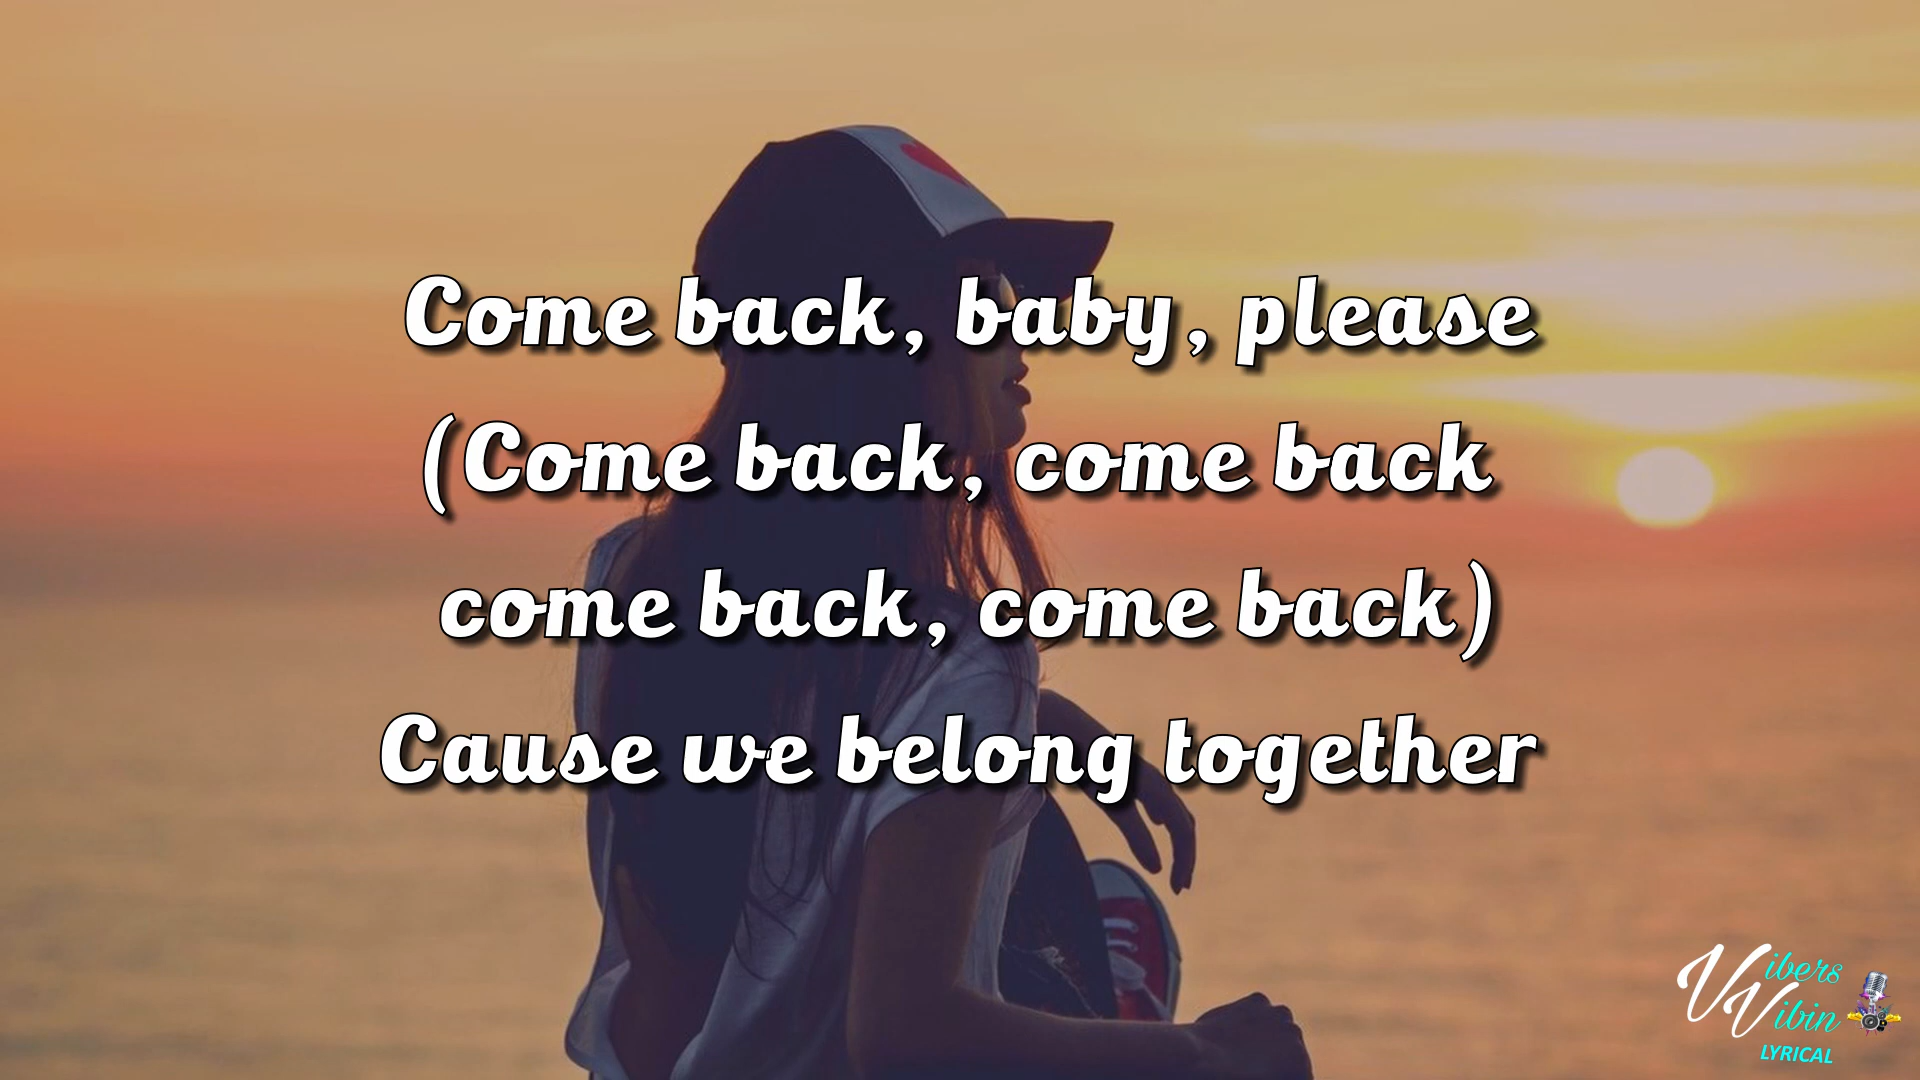 Come back, baby, please
(Come back, come back
come back, come back)
Cause we belong together
Vibers
Vibin
LYRICAL